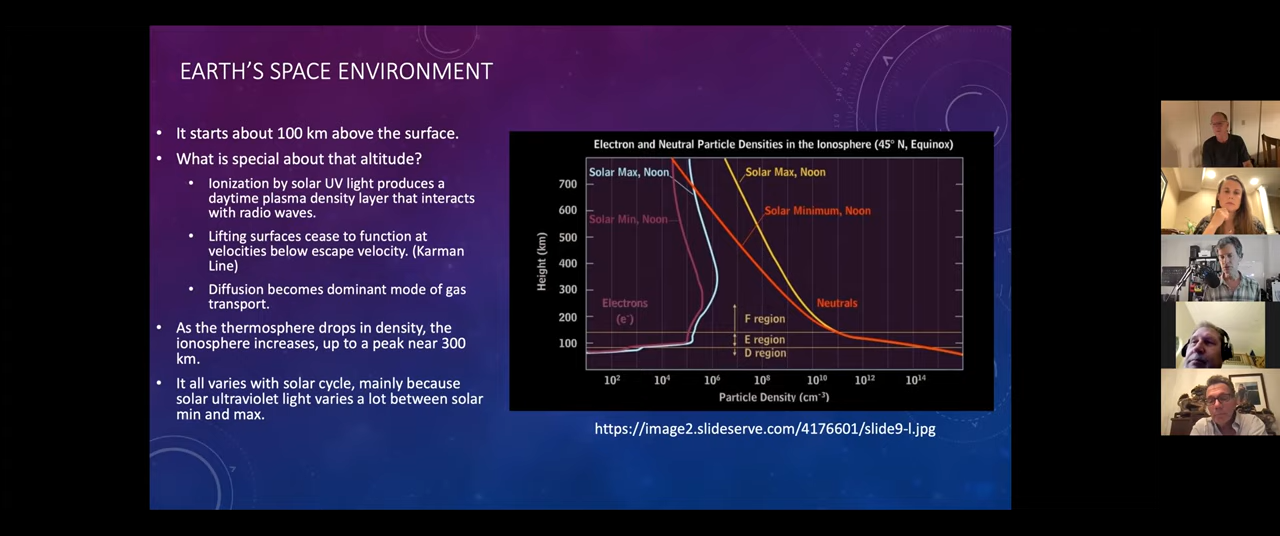 EARTH'S SPACE ENVIRONMENT
• It starts about 100 km above the surface.
• What is special about that altitude?
• Ionization by solar UV light produces a
daytime plasma density layer that interacts
with radio waves.
• Lifting surfaces cease to function at
velocities below escape velocity. (Karman
Line)
• Diffusion becomes dominant mode of gas
transport.
• As the thermosphere drops in density, the
ionosphere increases, up to a peak near 300
km.
• It all varies with solar cycle, mainly because
solar ultraviolet light varies a lot between solar
min and max.
Electron and Neutral Particle Densities in the Ionosphere (45° N, Equinox)
Solar Max, Noon
Solar Max, Noon
Solar Min, Noon
Solar Minimum, Noon
Electrons
(e⁻)
Neutrals
F region
E region
D region
Height (km)
700
600
500
400
300
200
100
10² 10⁴ 10⁶ 10⁸ 10¹⁰ 10¹² 10¹⁴
Particle Density (cm⁻³)
https://image2.slideserve.com/4176601/slide9-l.jpg